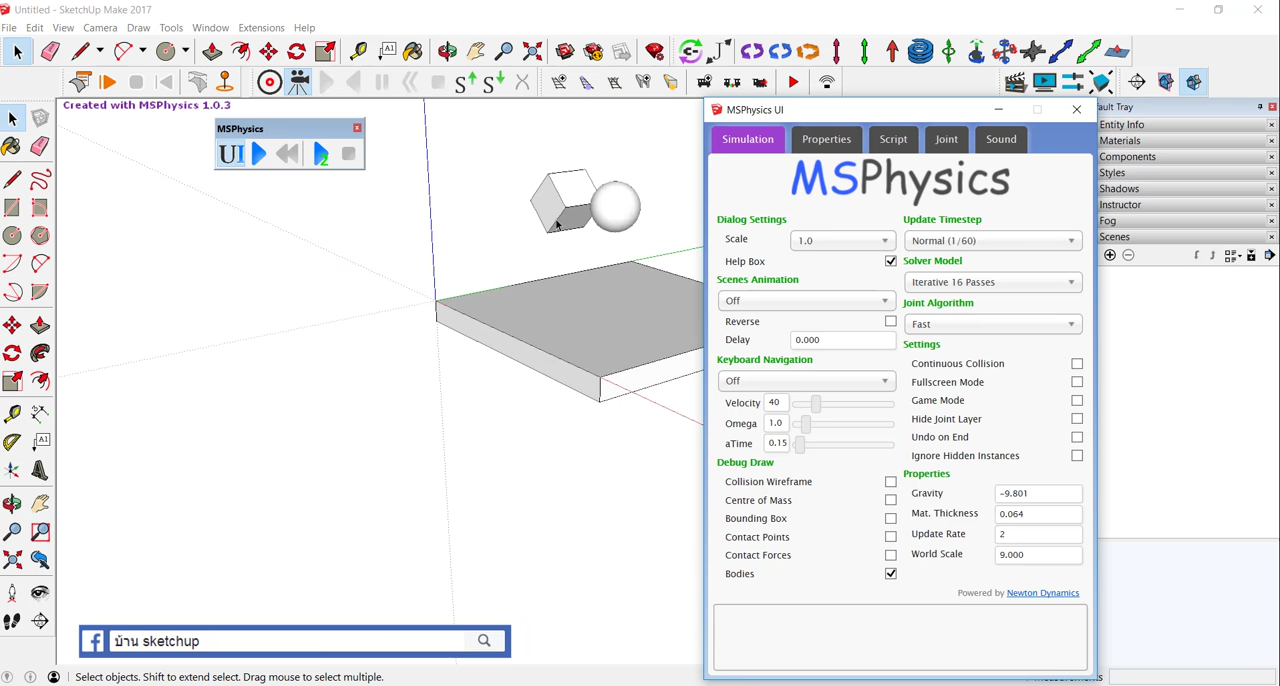 Untitled - SketchUp Make 2017
File Edit View Camera Draw Tools Window Extensions Help
Created with MSPhysics 1.0.3
MSPhysics
UI
2
MSPhysics UI
Simulation Properties Script Joint Sound
MSPhysics
Dialog Settings
Scale 1.0
Help Box
Scenes Animation
Off
Reverse
Delay 0.000
Keyboard Navigation
Off
Velocity 40
Omega 1.0
aTime 0.15
Debug Draw
Collision Wireframe
Centre of Mass
Bounding Box
Contact Points
Contact Forces
Bodies
Update Timestep
Normal (1/60)
Solver Model
Iterative 16 Passes
Joint Algorithm
Fast
Settings
Continuous Collision
Fullscreen Mode
Game Mode
Hide Joint Layer
Undo on End
Ignore Hidden Instances
Properties
Gravity -9.801
Mat. Thickness 0.064
Update Rate 2
World Scale 9.000
Powered by Newton Dynamics
ault Tray
Entity Info
Materials
Components
Styles
Shadows
Instructor
Fog
Scenes
บ้าน sketchup
Select objects. Shift to extend select. Drag mouse to select multiple.